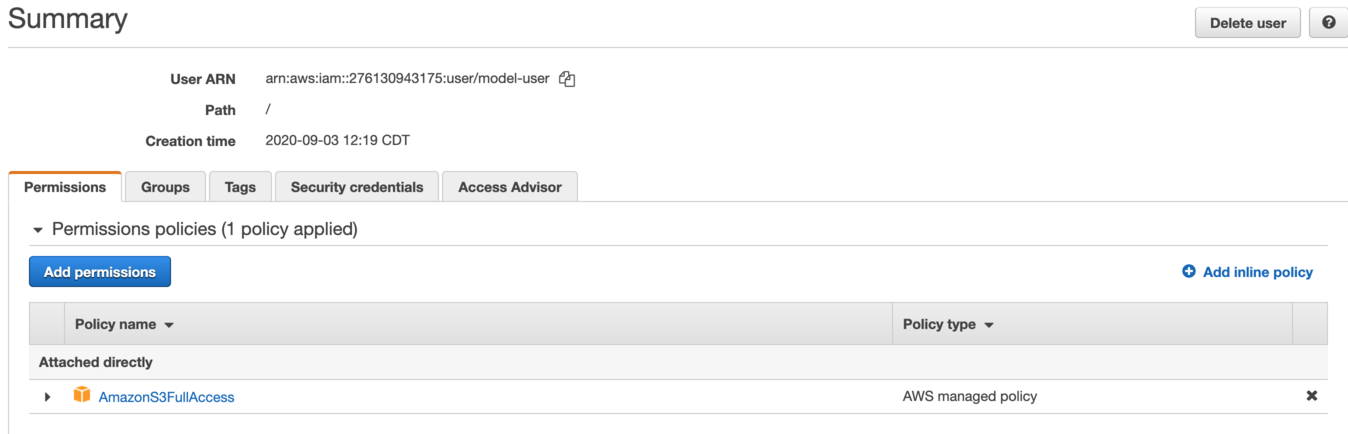 Summary
Delete user
User ARN arn:aws:iam::276130943175:user/model-user
Path /
Creation time 2020-09-03 12:19 CDT
Permissions Groups Tags Security credentials Access Advisor
Permissions policies (1 policy applied)
Add permissions Add inline policy
Policy name Policy type
Attached directly
AmazonS3FullAccess AWS managed policy